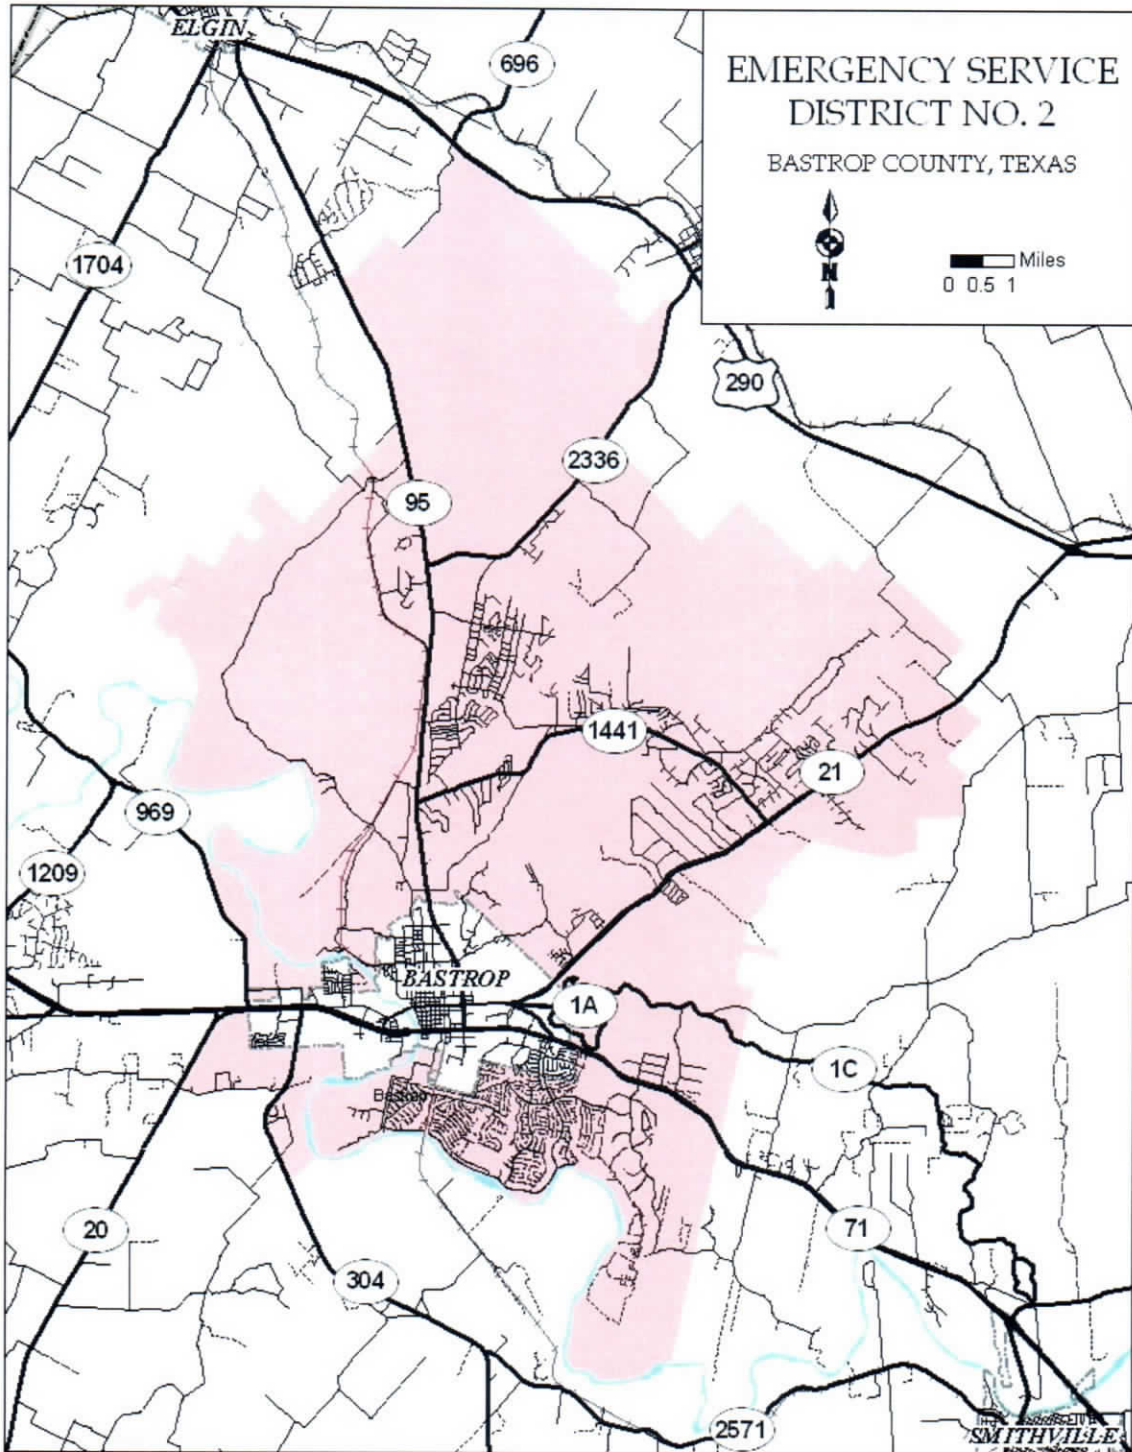 ELGIN
696
EMERGENCY SERVICE
DISTRICT NO. 2
BASTROP COUNTY, TEXAS
N
Miles
0 0.5 1
1704
290
2336
95
1441
21
969
1209
BASTROP
1A
1C
Bastrop
20
71
304
2571
SMITHVILLE